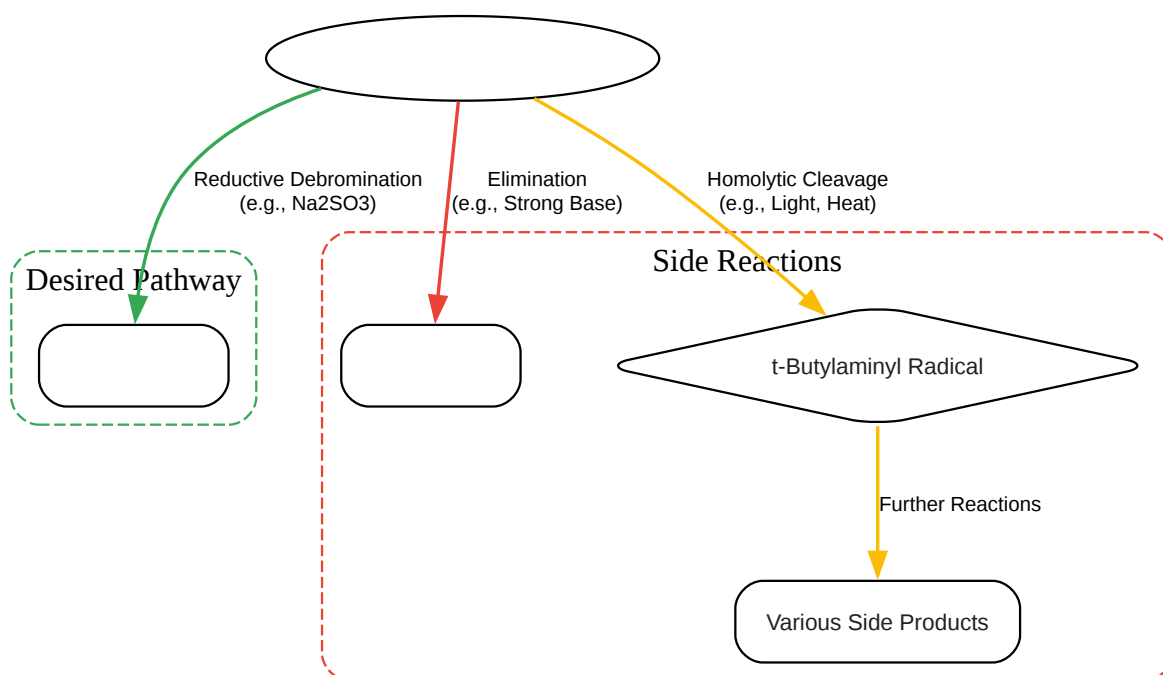 Reductive Debromination
(e.g., Na2SO3)
Elimination
(e.g., Strong Base)
Homolytic Cleavage
(e.g., Light, Heat)
Desired Pathway
Side Reactions
t-Butylaminyl Radical
Further Reactions
Various Side Products